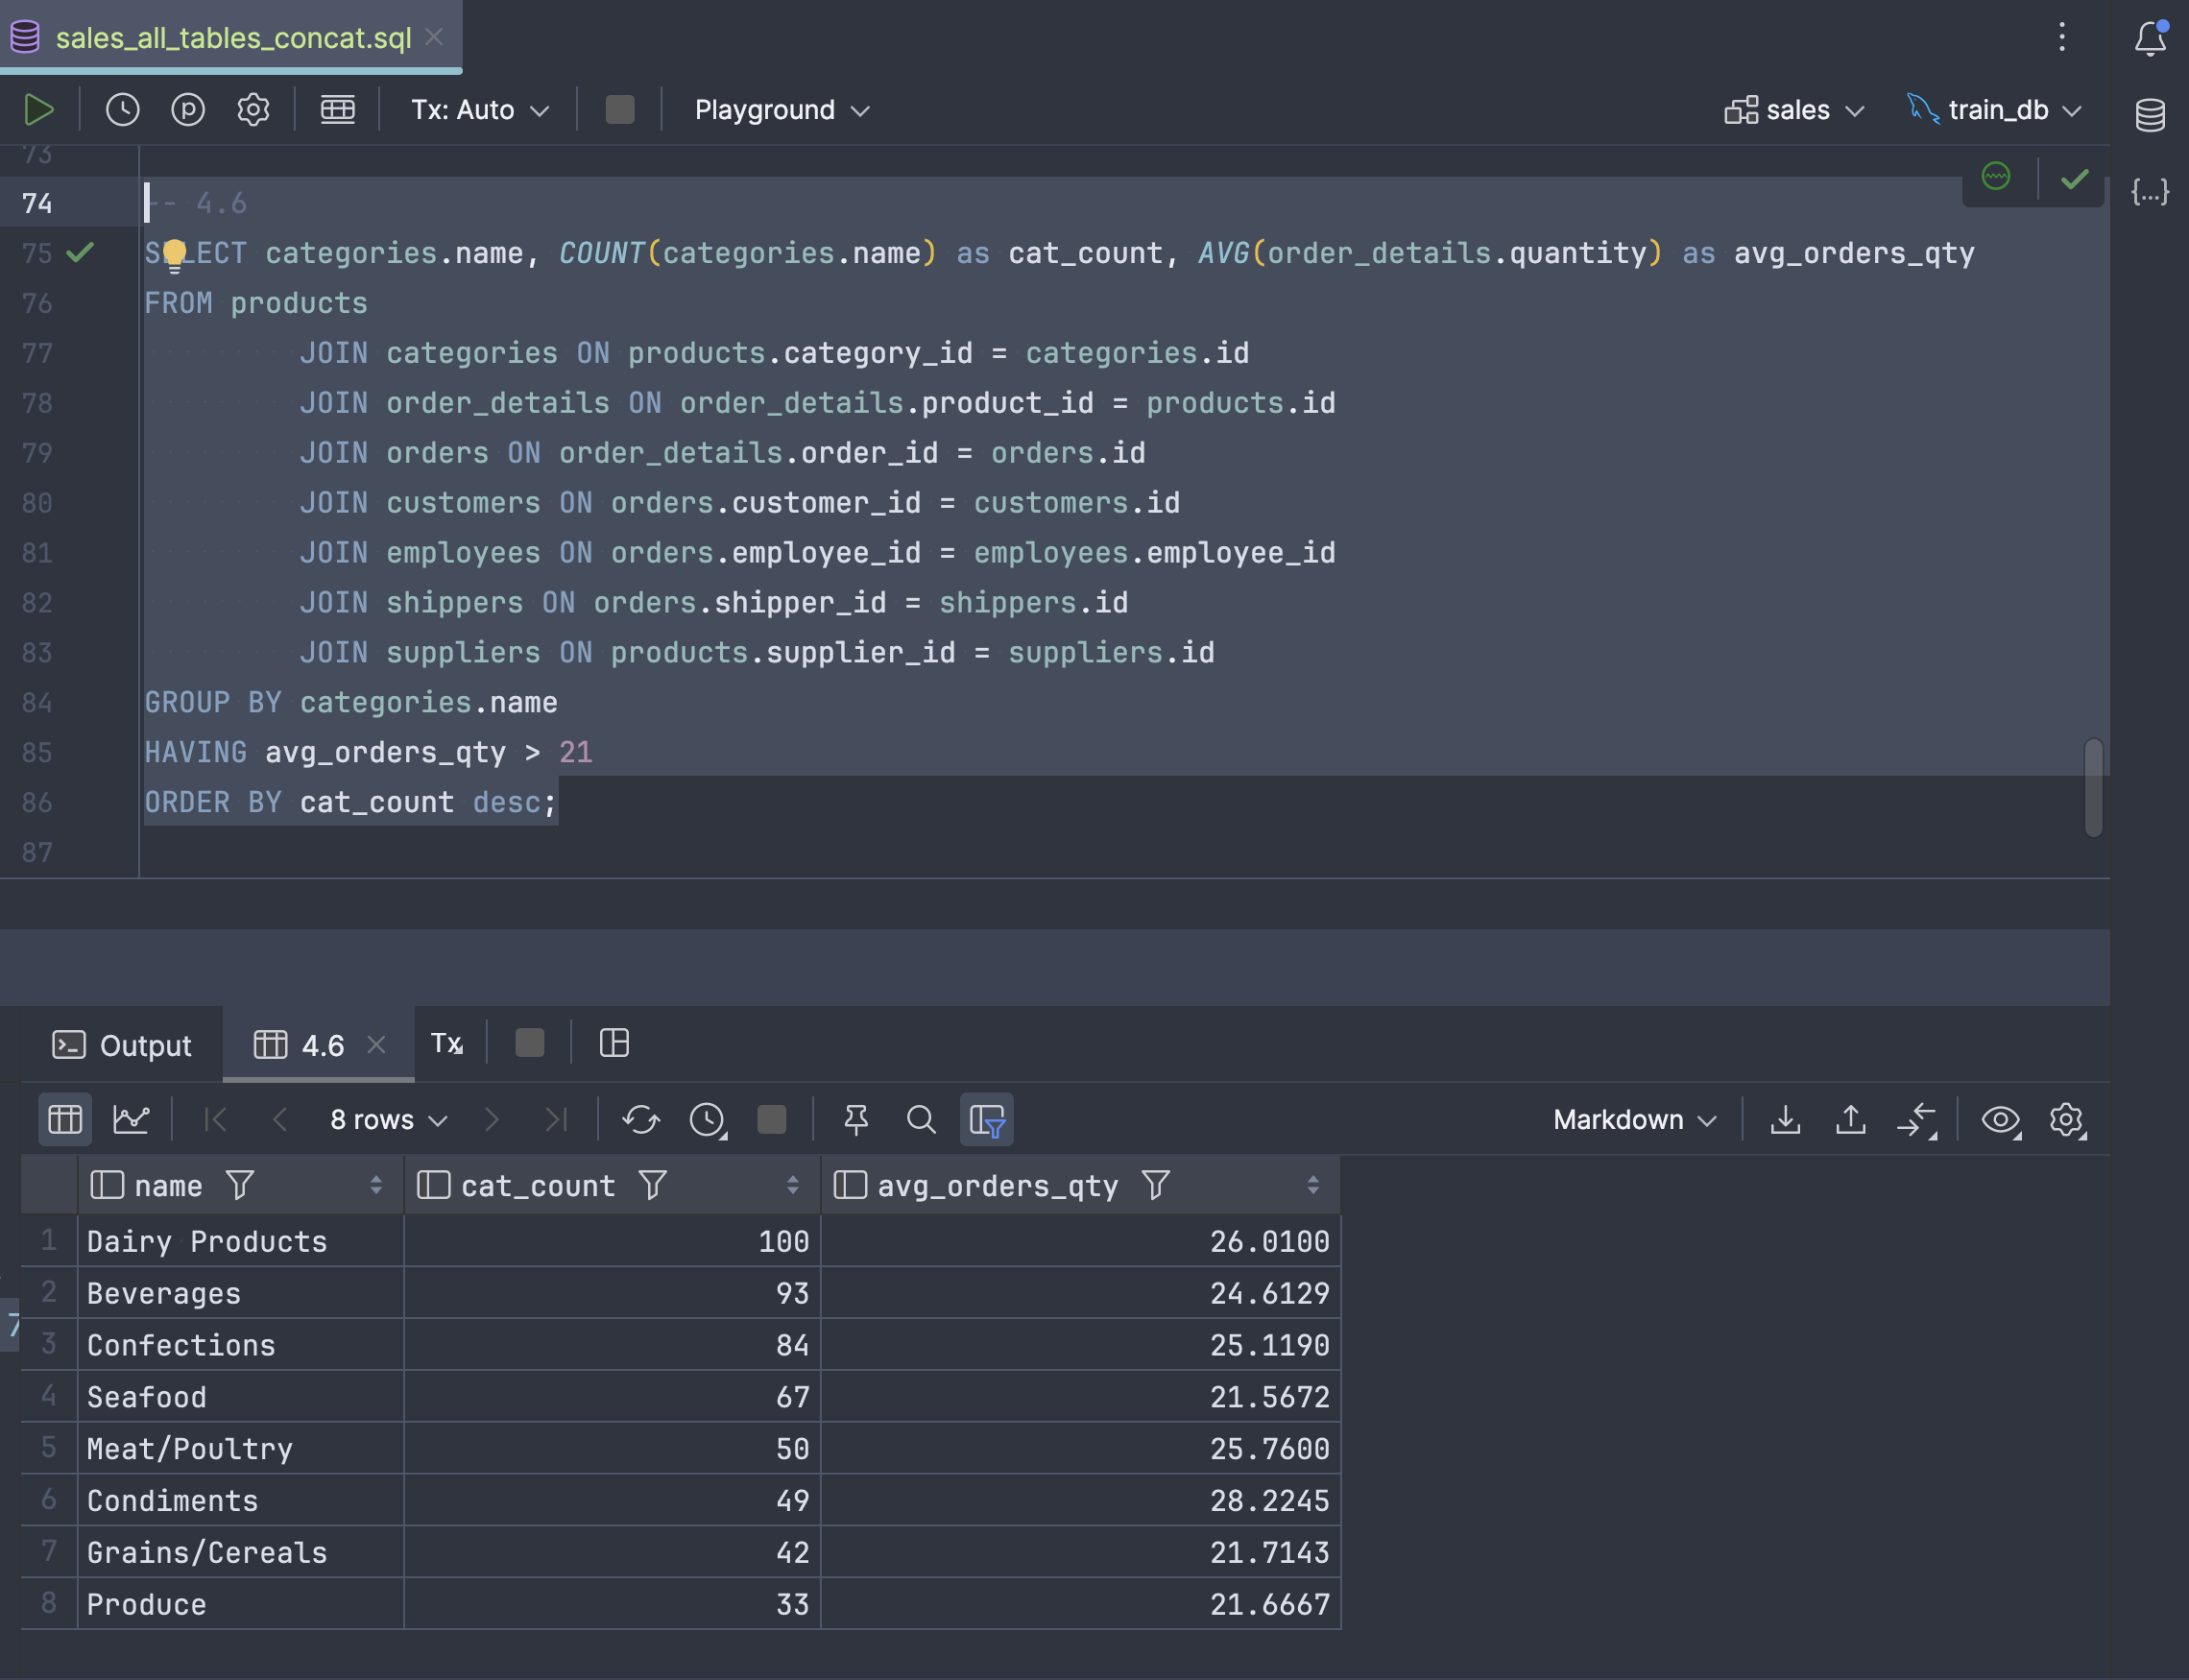 sales_all_tables_concat.sql
Tx: Auto
Playground
sales
train_db
73
74 -- 4.6
75 SELECT categories.name, COUNT(categories.name) as cat_count, AVG(order_details.quantity) as avg_orders_qty
76 FROM products
77 JOIN categories ON products.category_id = categories.id
78 JOIN order_details ON order_details.product_id = products.id
79 JOIN orders ON order_details.order_id = orders.id
80 JOIN customers ON orders.customer_id = customers.id
81 JOIN employees ON orders.employee_id = employees.employee_id
82 JOIN shippers ON orders.shipper_id = shippers.id
83 JOIN suppliers ON products.supplier_id = suppliers.id
84 GROUP BY categories.name
85 HAVING avg_orders_qty > 21
86 ORDER BY cat_count desc;
87
Output
4.6
Tx
8 rows
Markdown
name cat_count avg_orders_qty
1 Dairy Products 100 26.0100
2 Beverages 93 24.6129
3 Confections 84 25.1190
4 Seafood 67 21.5672
5 Meat/Poultry 50 25.7600
6 Condiments 49 28.2245
7 Grains/Cereals 42 21.7143
8 Produce 33 21.6667